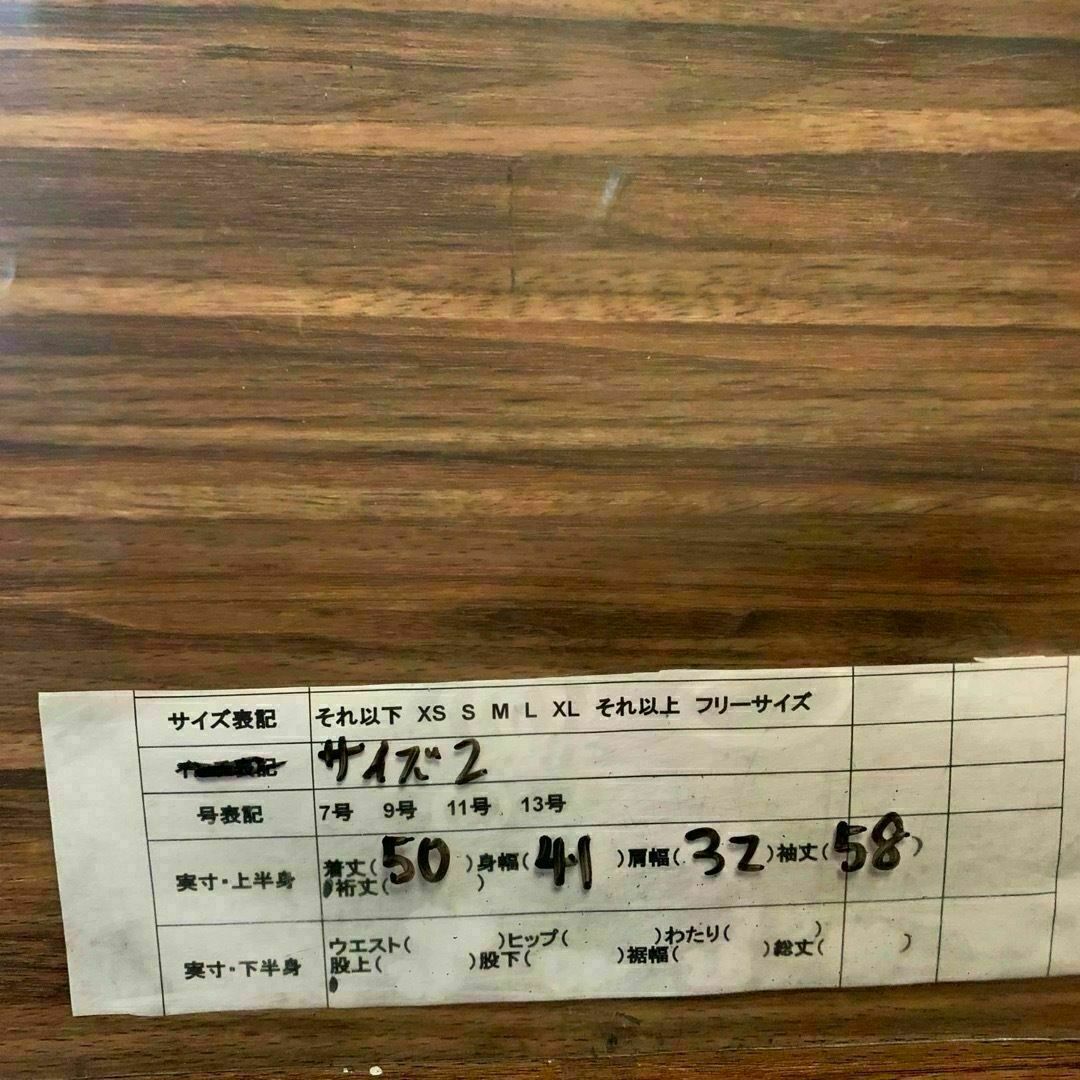 サイズ表記 それ以下 XS S M L XL それ以上 フリーサイズ
表記 サイズ2
号表記 7号 9号 11号 13号
実寸・上半身 着丈(50)身幅(41)肩幅(32)袖丈(58)
裄丈( )
実寸・下半身 ウエスト( )ヒップ( )わたり( )
股上( )股下( )裾幅( )総丈( )